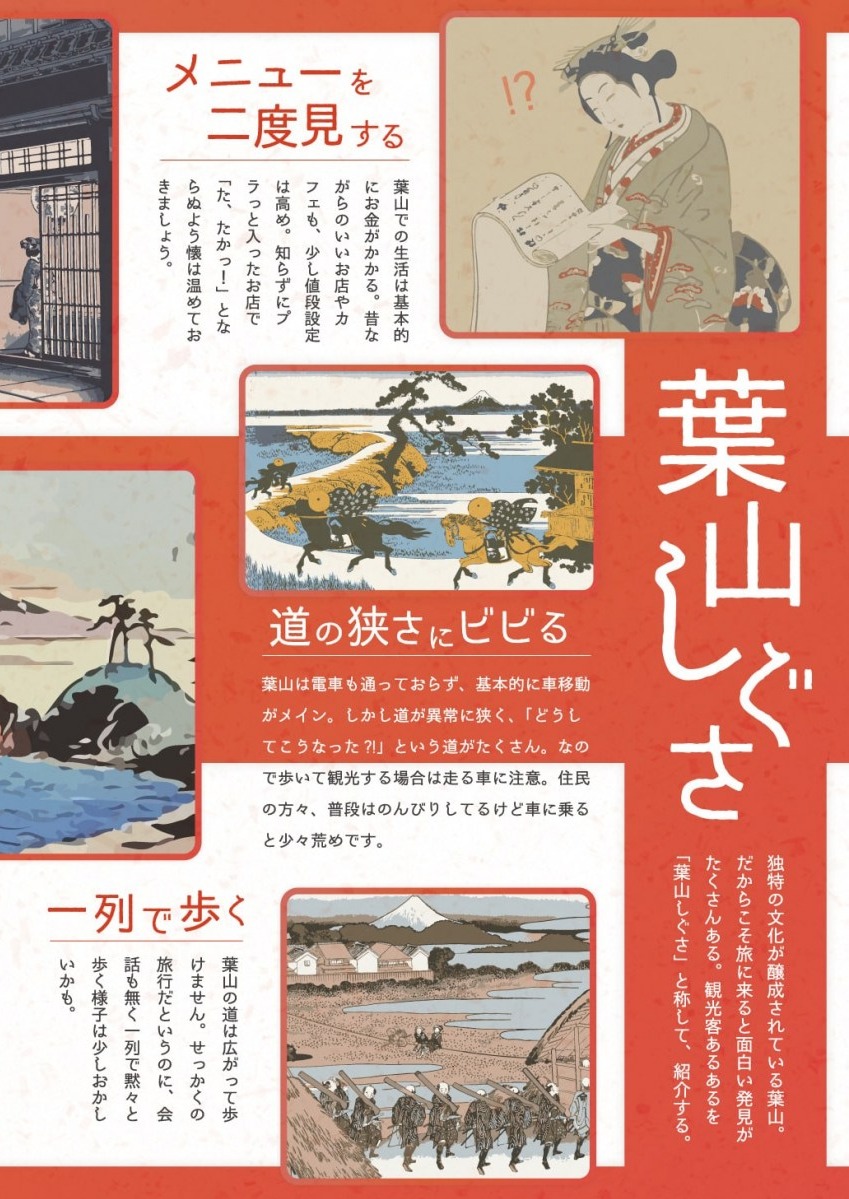 葉山しぐさ
独特の文化が醸成されている葉山。
だからこそ旅に来ると面白い発見が
たくさんある。観光客あるあるを
「葉山しぐさ」と称して、紹介する。
!?
メニューを
二度見する
葉山での生活は基本的
にお金がかかる。昔な
がらのいいお店やカ
フェも、少し値段設定
は高め。知らずにプ
ラっと入ったお店で
「た、たかっ!」とな
らぬよう懐は温めてお
きましょう。
道の狭さにビビる
葉山は電車も通っておらず、基本的に車移動
がメイン。しかし道が異常に狭く、「どうし
てこうなった?!」という道がたくさん。なの
で歩いて観光する場合は走る車に注意。住民
の方々、普段はのんびりしてるけど車に乗る
と少々荒めです。
一列で歩く
葉山の道は広がって歩
けません。せっかくの
旅行だというのに、会
話も無く一列で黙々と
歩く様子は少しおかし
いかも。